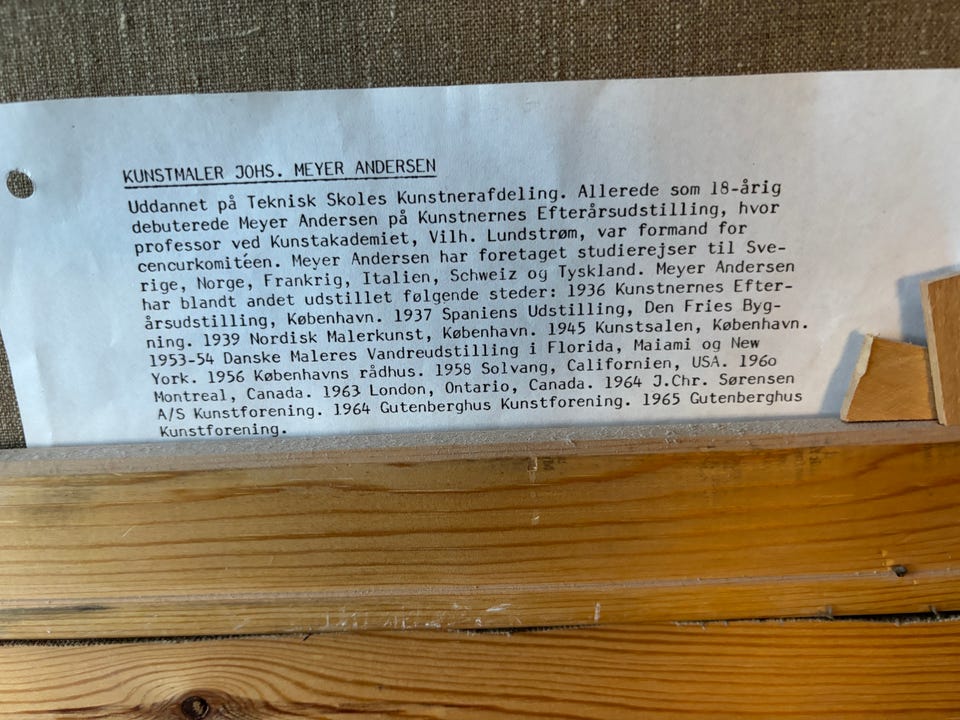 KUNSTMALER JOHS. MEYER ANDERSEN
Uddannet på Teknisk Skoles Kunstnerafdeling. Allerede som 18-årig
debuterede Meyer Andersen på Kunstnernes Efterårsudstilling, hvor
professor ved Kunstakademiet, Vilh. Lundstrøm, var formand for
cencurkomitéen. Meyer Andersen har foretaget studierejser til Sve-
rige, Norge, Frankrig, Italien, Schweiz og Tyskland. Meyer Andersen
har blandt andet udstillet følgende steder: 1936 Kunstnernes Efter-
årsudstilling, København. 1937 Spaniens Udstilling, Den Fries Byg-
ning. 1939 Nordisk Malerkunst, København. 1945 Kunstsalen, København.
1953-54 Danske Maleres Vandreudstilling i Florida, Maiami og New
York. 1956 Københavns rådhus. 1958 Solvang, Californien, USA. 196o
Montreal, Canada. 1963 London, Ontario, Canada. 1964 J.Chr. Sørensen
A/S Kunstforening. 1964 Gutenberghus Kunstforening. 1965 Gutenberghus
Kunstforening.